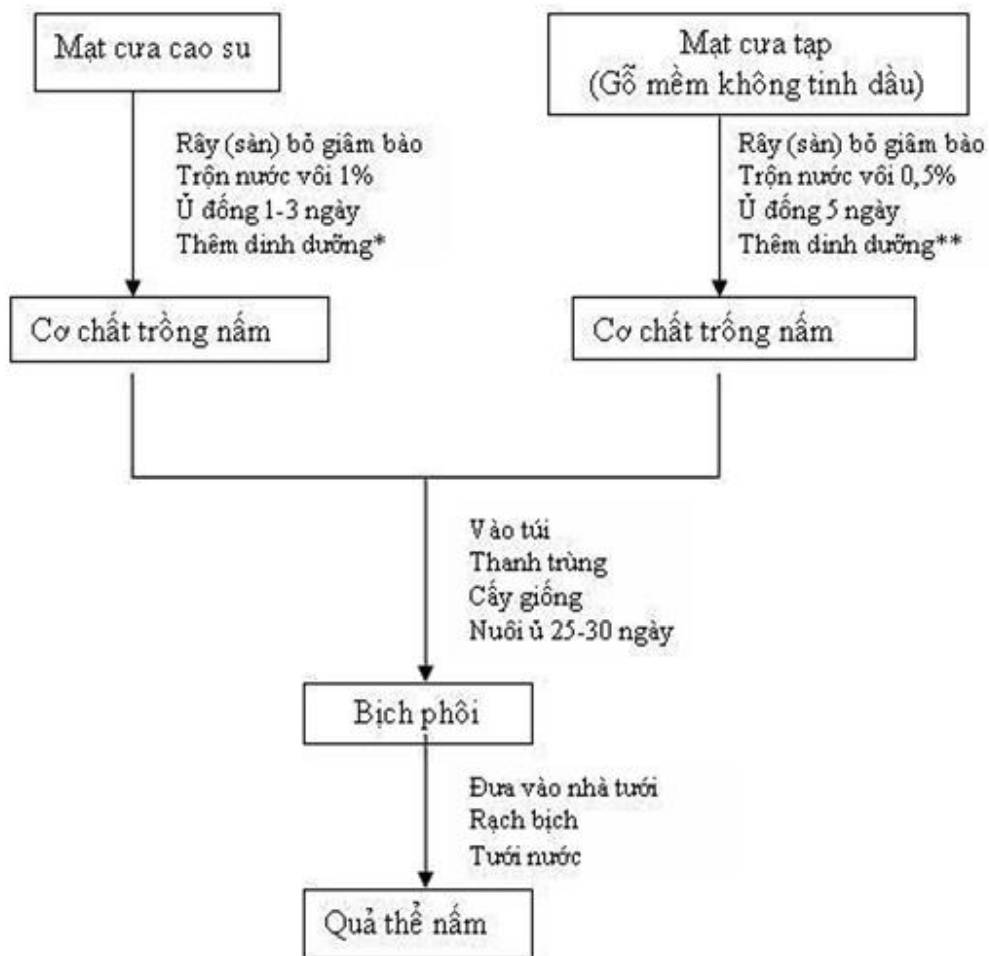 Mạt cưa cao su
Mạt cưa tạp
(Gỗ mềm không tinh dầu)
Rây (sàn) bỏ giâm bào
Trộn nước vôi 1%
Ủ đống 1-3 ngày
Thêm dinh dưỡng*
Rây (sàn) bỏ giâm bào
Trộn nước vôi 0,5%
Ủ đống 5 ngày
Thêm dinh dưỡng**
Cơ chất trồng nấm
Cơ chất trống nấm
Vào túi
Thanh trùng
Cấy giống
Nuôi ủ 25-30 ngày
Bịch phôi
Đưa vào nhà tưới
Rạch bịch
Tưới nước
Quả thể nấm